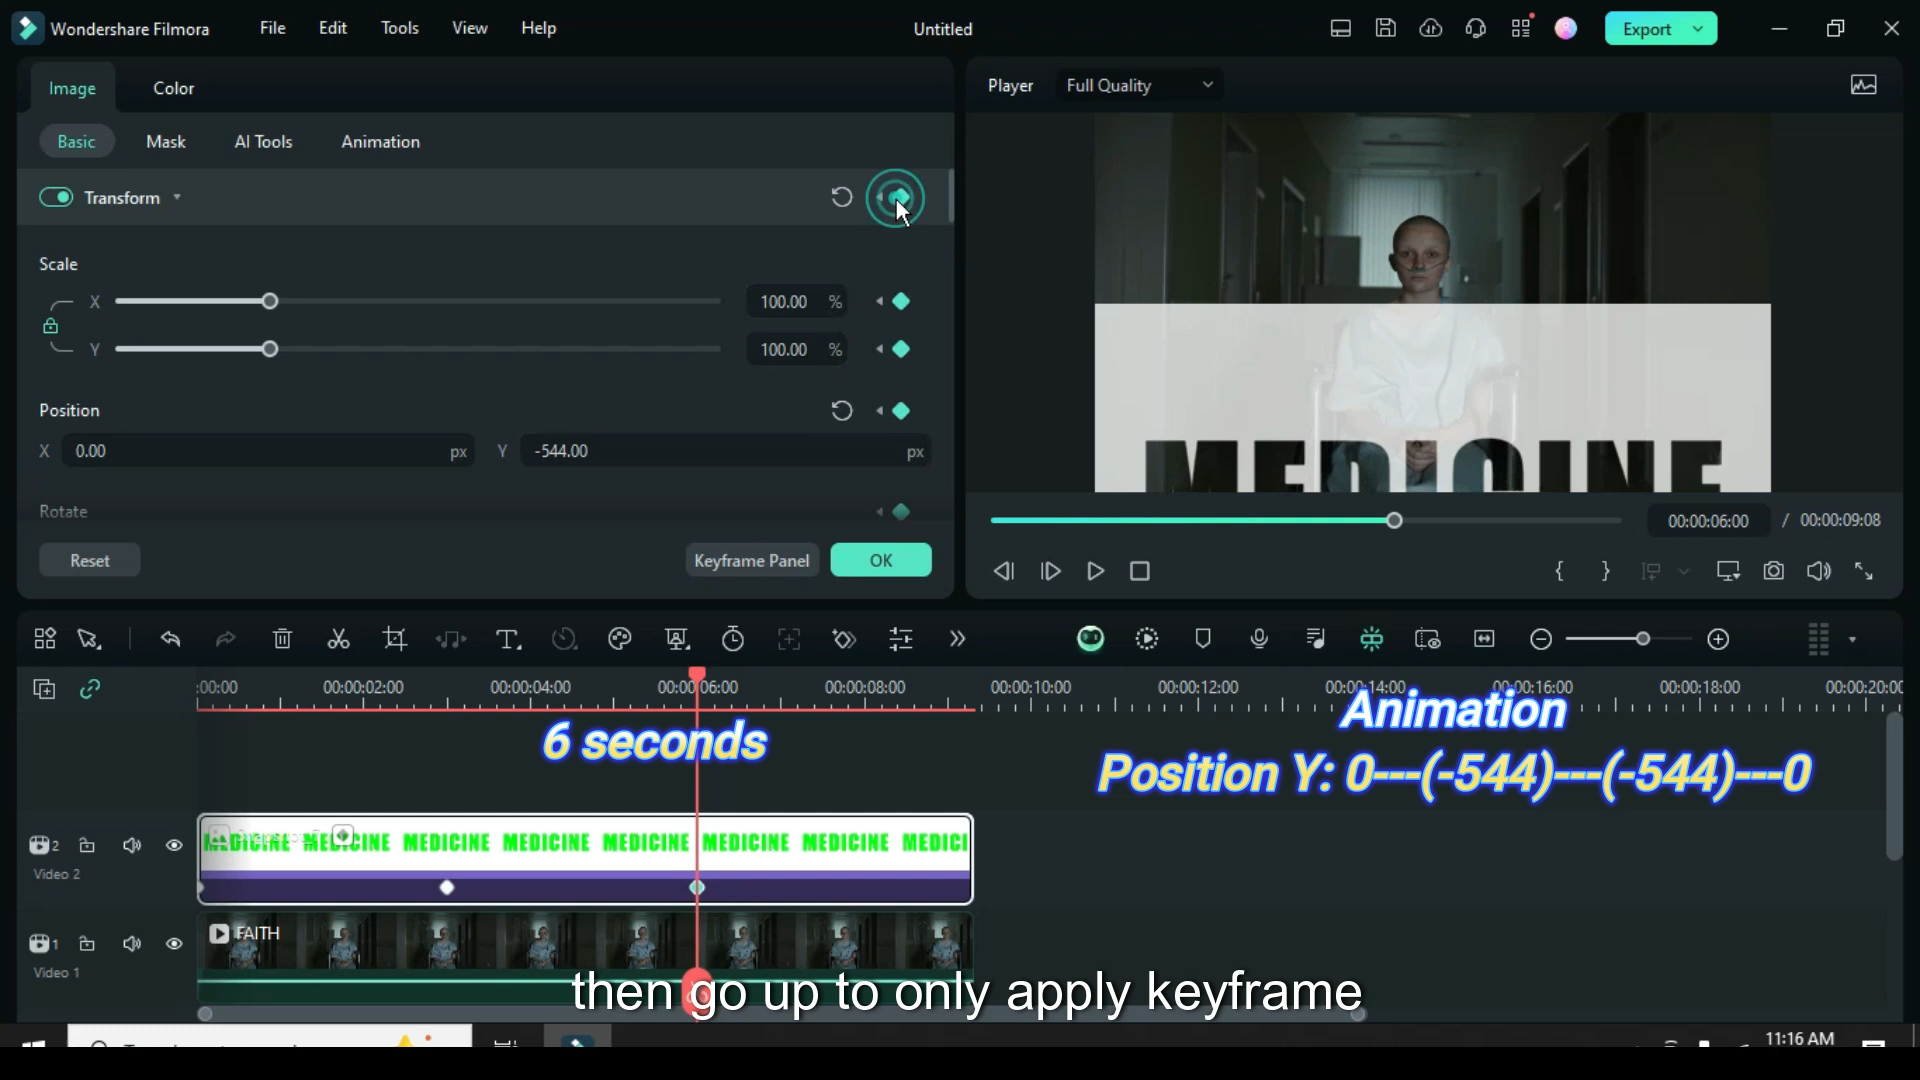 Wondershare Filmora
File
Edit
Tools
View
Help
Untitled
Export
Image
Color
Player
Full Quality
Basic
Mask
AI Tools
Animation
Transform
Scale
X
100.00
%
Y
100.00
%
Position
X
0.00
px
Y
-544.00
px
Rotate
MEDICINE
Reset
Keyframe Panel
OK
00:00:06:00
/
00:00:09:08
:00:00
00:00:02:00
00:00:04:00
00:00:06:00
00:00:08:00
00:00:10:00
00:00:12:00
00:00:14:00
00:00:16:00
00:00:18:00
00:00:20:00
6 seconds
Animation
Position Y: 0---(-544)---(-544)---0
2
Video 2
MEDICINE MEDICINE MEDICINE MEDICINE MEDICINE MEDICINE MEDICINE MEDICI
1
Video 1
FAITH
then go up to only apply keyframe
11:16 AM